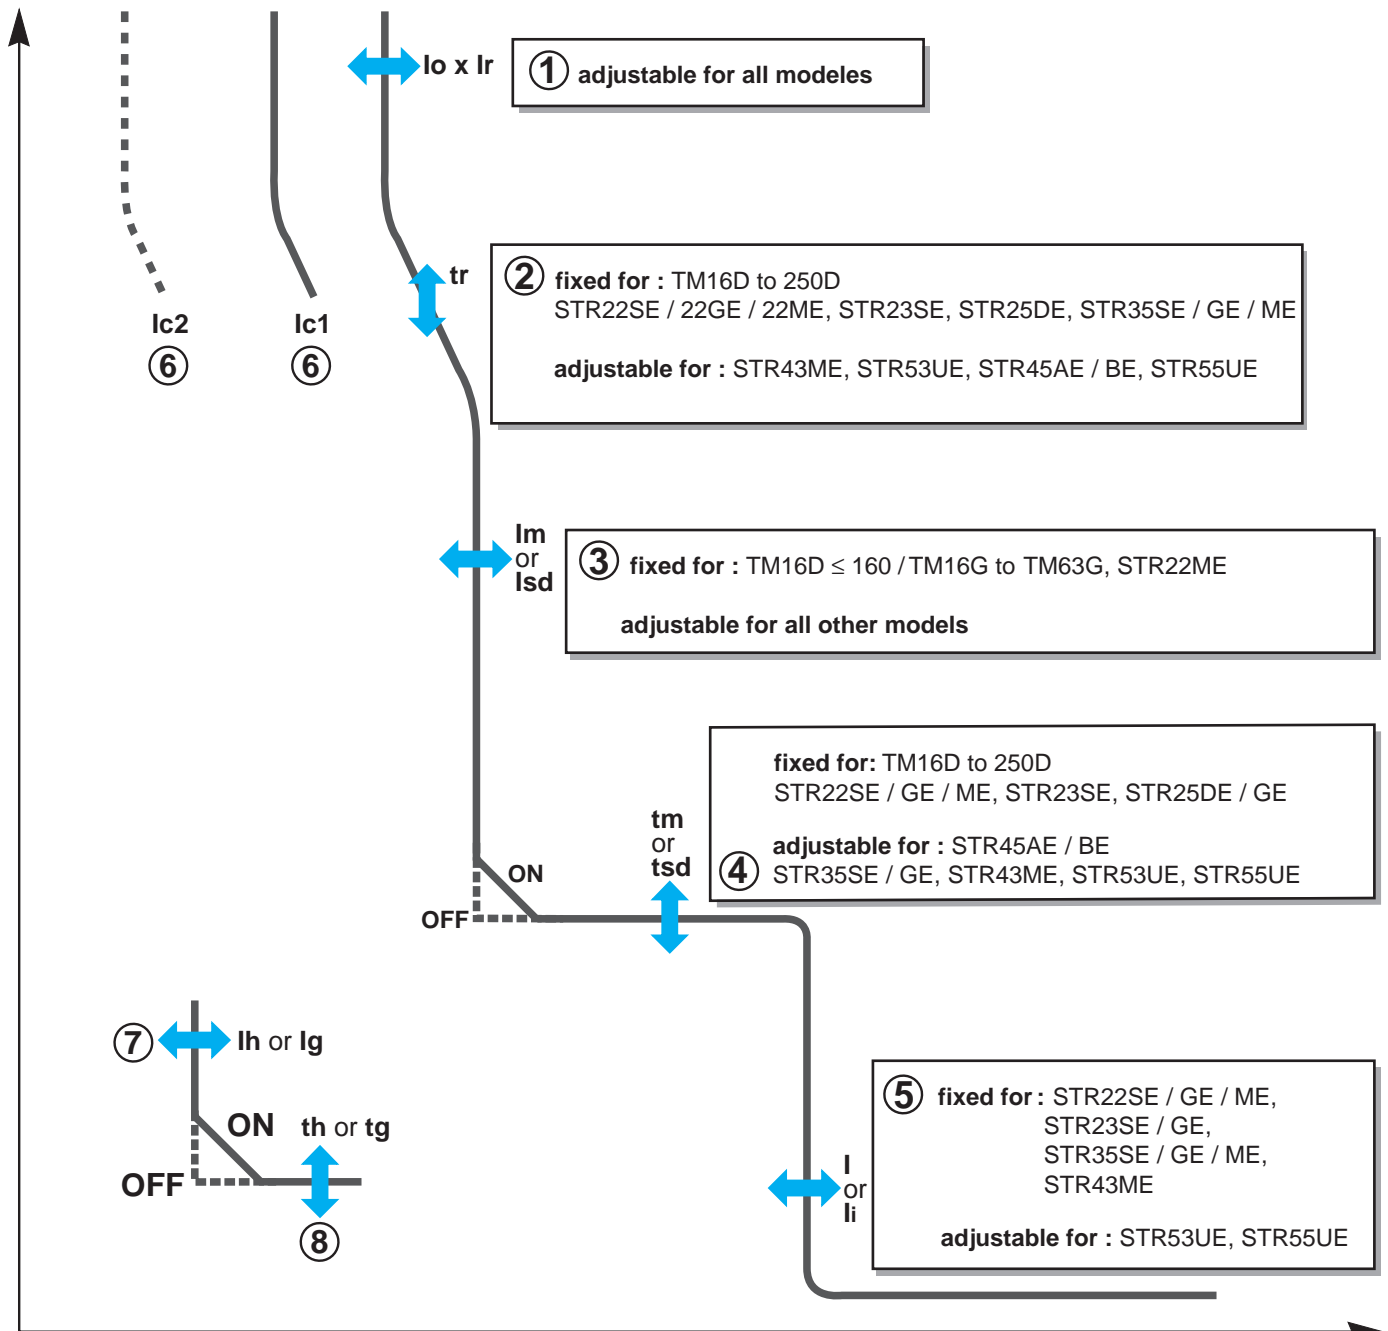 Io x Ir
1 adjustable for all modeles
tr
2 fixed for : TM16D to 250D
STR22SE / 22GE / 22ME, STR23SE, STR25DE, STR35SE / GE / ME
adjustable for : STR43ME, STR53UE, STR45AE / BE, STR55UE
Ic2
6
Ic1
6
Im
or
Isd
3 fixed for : TM16D ≤ 160 / TM16G to TM63G, STR22ME
adjustable for all other models
tm
or
tsd
fixed for: TM16D to 250D
STR22SE / GE / ME, STR23SE, STR25DE / GE
adjustable for : STR45AE / BE
4 STR35SE / GE, STR43ME, STR53UE, STR55UE
ON
OFF
7 Ih or Ig
ON
th or tg
OFF
8
I
or
Ii
5 fixed for : STR22SE / GE / ME,
STR23SE / GE,
STR35SE / GE / ME,
STR43ME
adjustable for : STR53UE, STR55UE